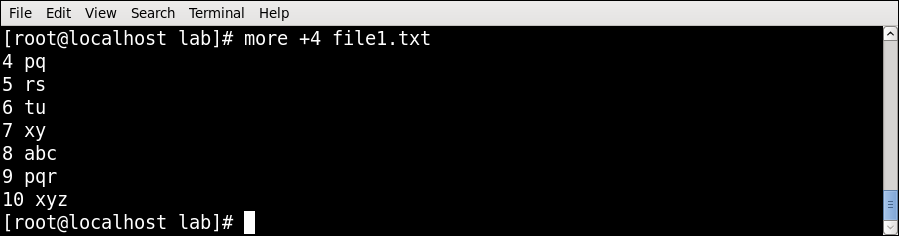 File Edit View Search Terminal Help
[root@localhost lab]# more +4 file1.txt
4 pq
5 rs
6 tu
7 xy
8 abc
9 pqr
10 xyz
[root@localhost lab]#